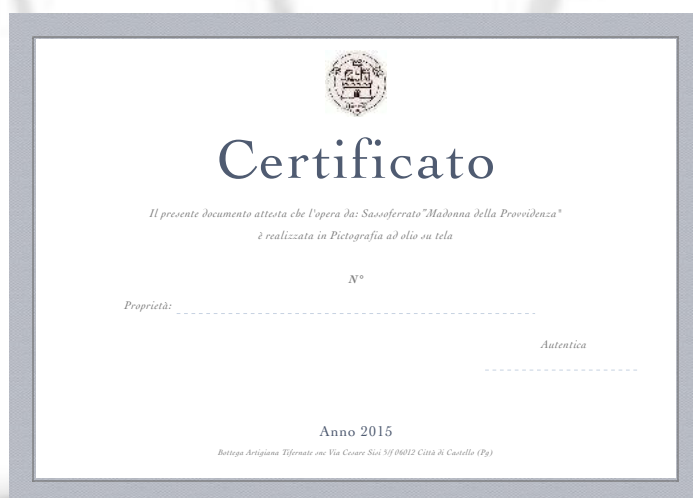 Certificato
Il presente documento attesta che l'opera da: Sassoferrato"Madonna della Provvidenza"
è realizzata in Pictografia ad olio su tela
N°
Proprietà:
Autentica
Anno 2015
Bottega Artigiana Tifernate snc Via Cesare Sisi 5/f 06012 Città di Castello (Pg)